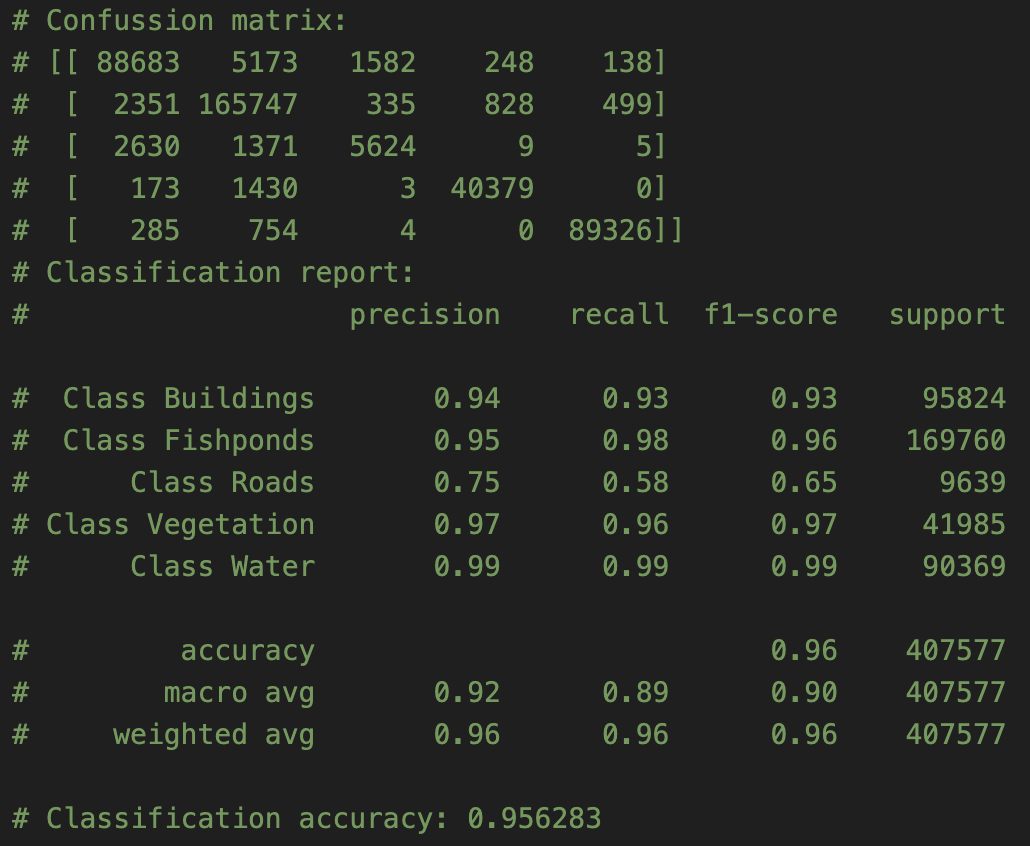 # Confussion matrix:
# [[ 88683   5173   1582    248    138]
#  [  2351 165747    335    828    499]
#  [  2630   1371   5624      9      5]
#  [   173   1430      3  40379      0]
#  [   285    754      4      0  89326]]
# Classification report:
#                   precision    recall  f1-score   support
#  Class Buildings       0.94      0.93      0.93     95824
#  Class Fishponds       0.95      0.98      0.96    169760
#      Class Roads       0.75      0.58      0.65      9639
# Class Vegetation       0.97      0.96      0.97     41985
#      Class Water       0.99      0.99      0.99     90369
#         accuracy                           0.96    407577
#        macro avg       0.92      0.89      0.90    407577
#     weighted avg       0.96      0.96      0.96    407577
# Classification accuracy: 0.956283